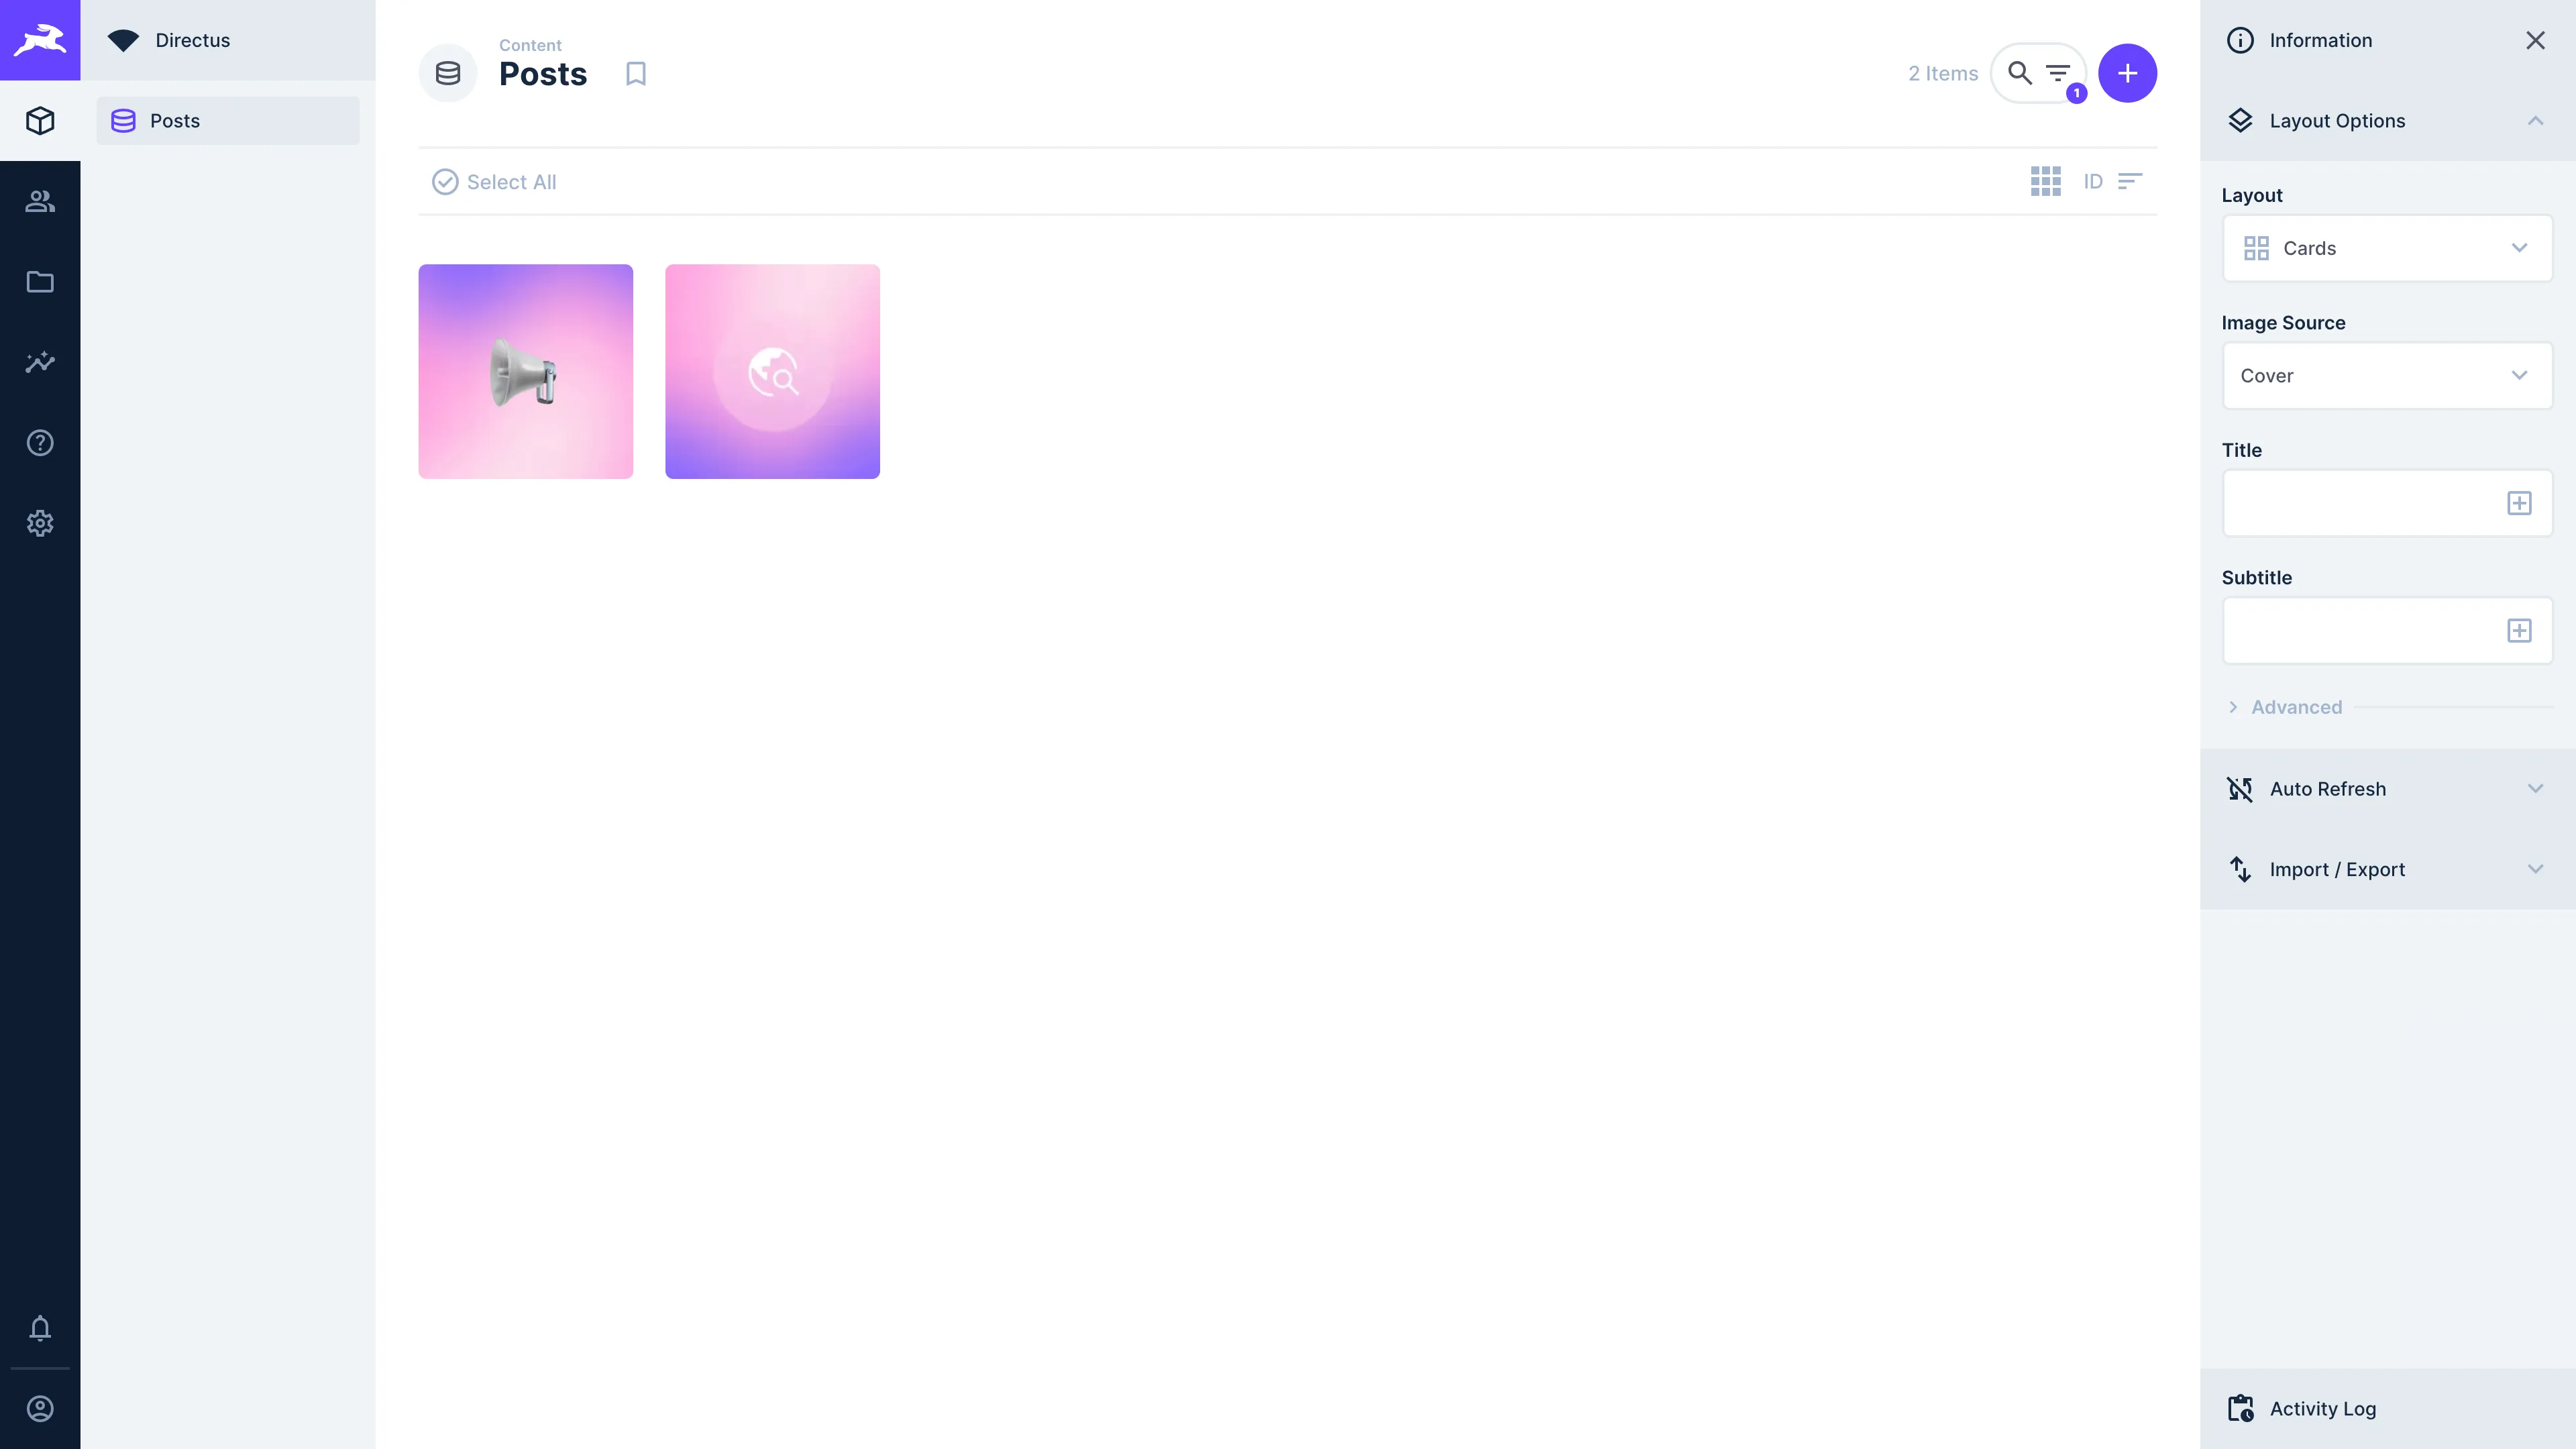 Directus
Posts
Content
Posts
2 Items
1
Select All
ID
Information
Layout Options
Layout
Cards
Image Source
Cover
Title
Subtitle
Advanced
Auto Refresh
Import / Export
Activity Log